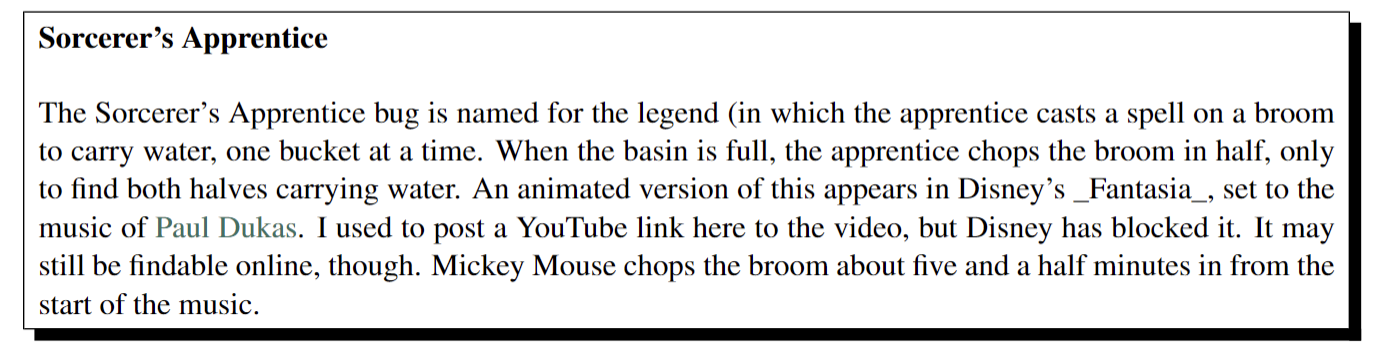 Sorcerer’s Apprentice
The Sorcerer’s Apprentice bug is named for the legend (in which the apprentice casts a spell on a broom
to carry water, one bucket at a time. When the basin is full, the apprentice chops the broom in half, only
to find both halves carrying water. An animated version of this appears in Disney’s _Fantasia_, set to the
music of Paul Dukas. I used to post a YouTube link here to the video, but Disney has blocked it. It may
still be findable online, though. Mickey Mouse chops the broom about five and a half minutes in from the
start of the music.